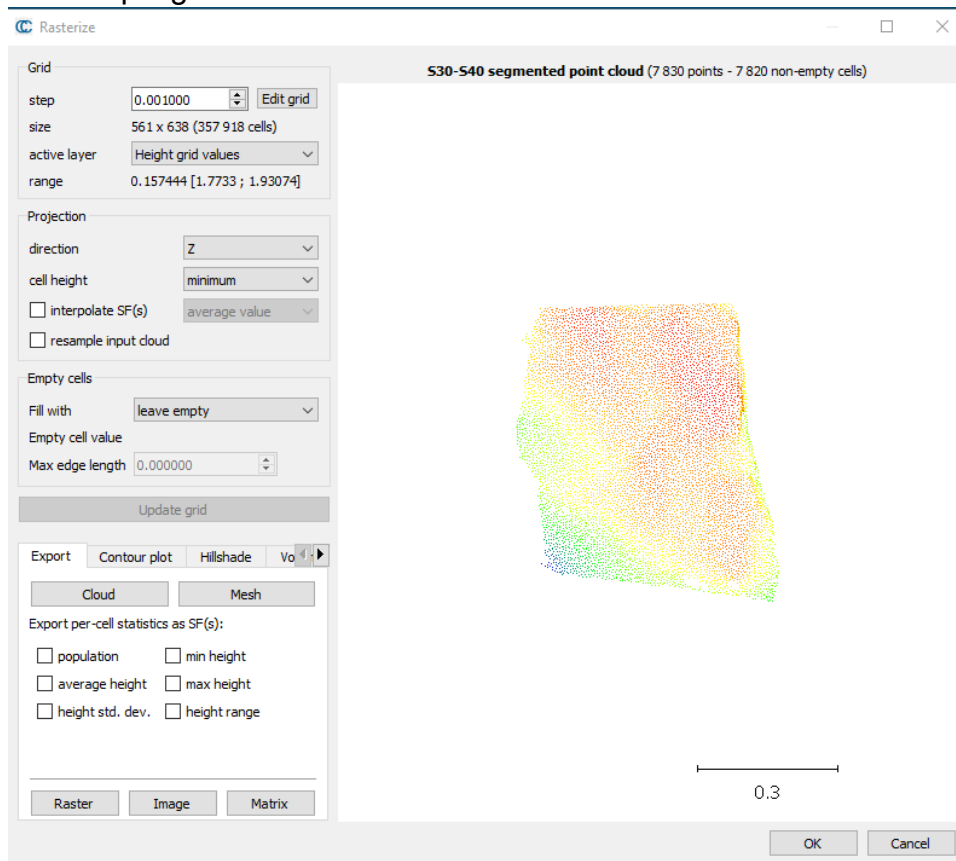 Rasterize
Grid
S30-S40 segmented point cloud (7 830 points - 7 820 non-empty cells)
step 0.001000 Edit grid
size 561 x 638 (357 918 cells)
active layer Height grid values
range 0.157444 [1.7733 ; 1.93074]
Projection
direction Z
cell height minimum
interpolate SF(s) average value
resample input cloud
Empty cells
Fill with leave empty
Empty cell value
Max edge length 0.000000
Update grid
Export Contour plot Hillshade Vo
Cloud Mesh
Export per-cell statistics as SF(s):
population min height
average height max height
height std. dev. height range
0.3
Raster Image Matrix
OK Cancel